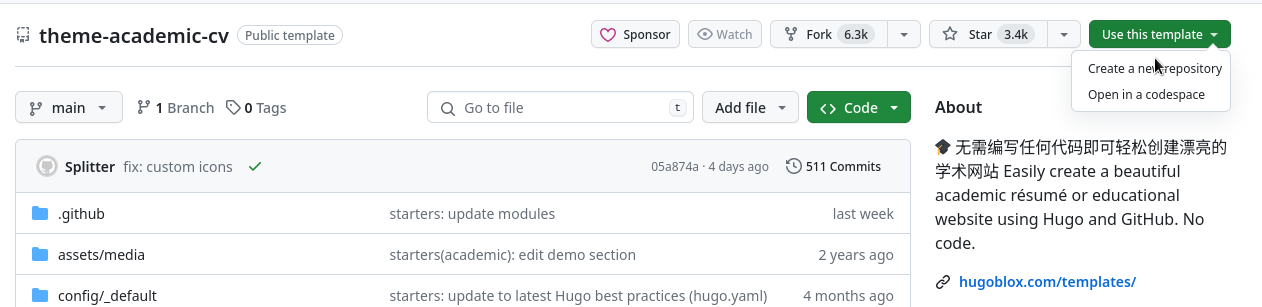 theme-academic-cv Public template Sponsor Watch Fork 6.3k Star 3.4k Use this template
Create a new repository
Open in a codespace
main 1 Branch 0 Tags Go to file t Add file Code
About
🎓 无需编写任何代码即可轻松创建漂亮的
学术网站 Easily create a beautiful
academic résumé or educational
website using Hugo and GitHub. No
code.
hugoblox.com/templates/
Splitter fix: custom icons 05a874a · 4 days ago 511 Commits
.github starters: update modules last week
assets/media starters(academic): edit demo section 2 years ago
config/_default starters: update to latest Hugo best practices (hugo.yaml) 4 months ago